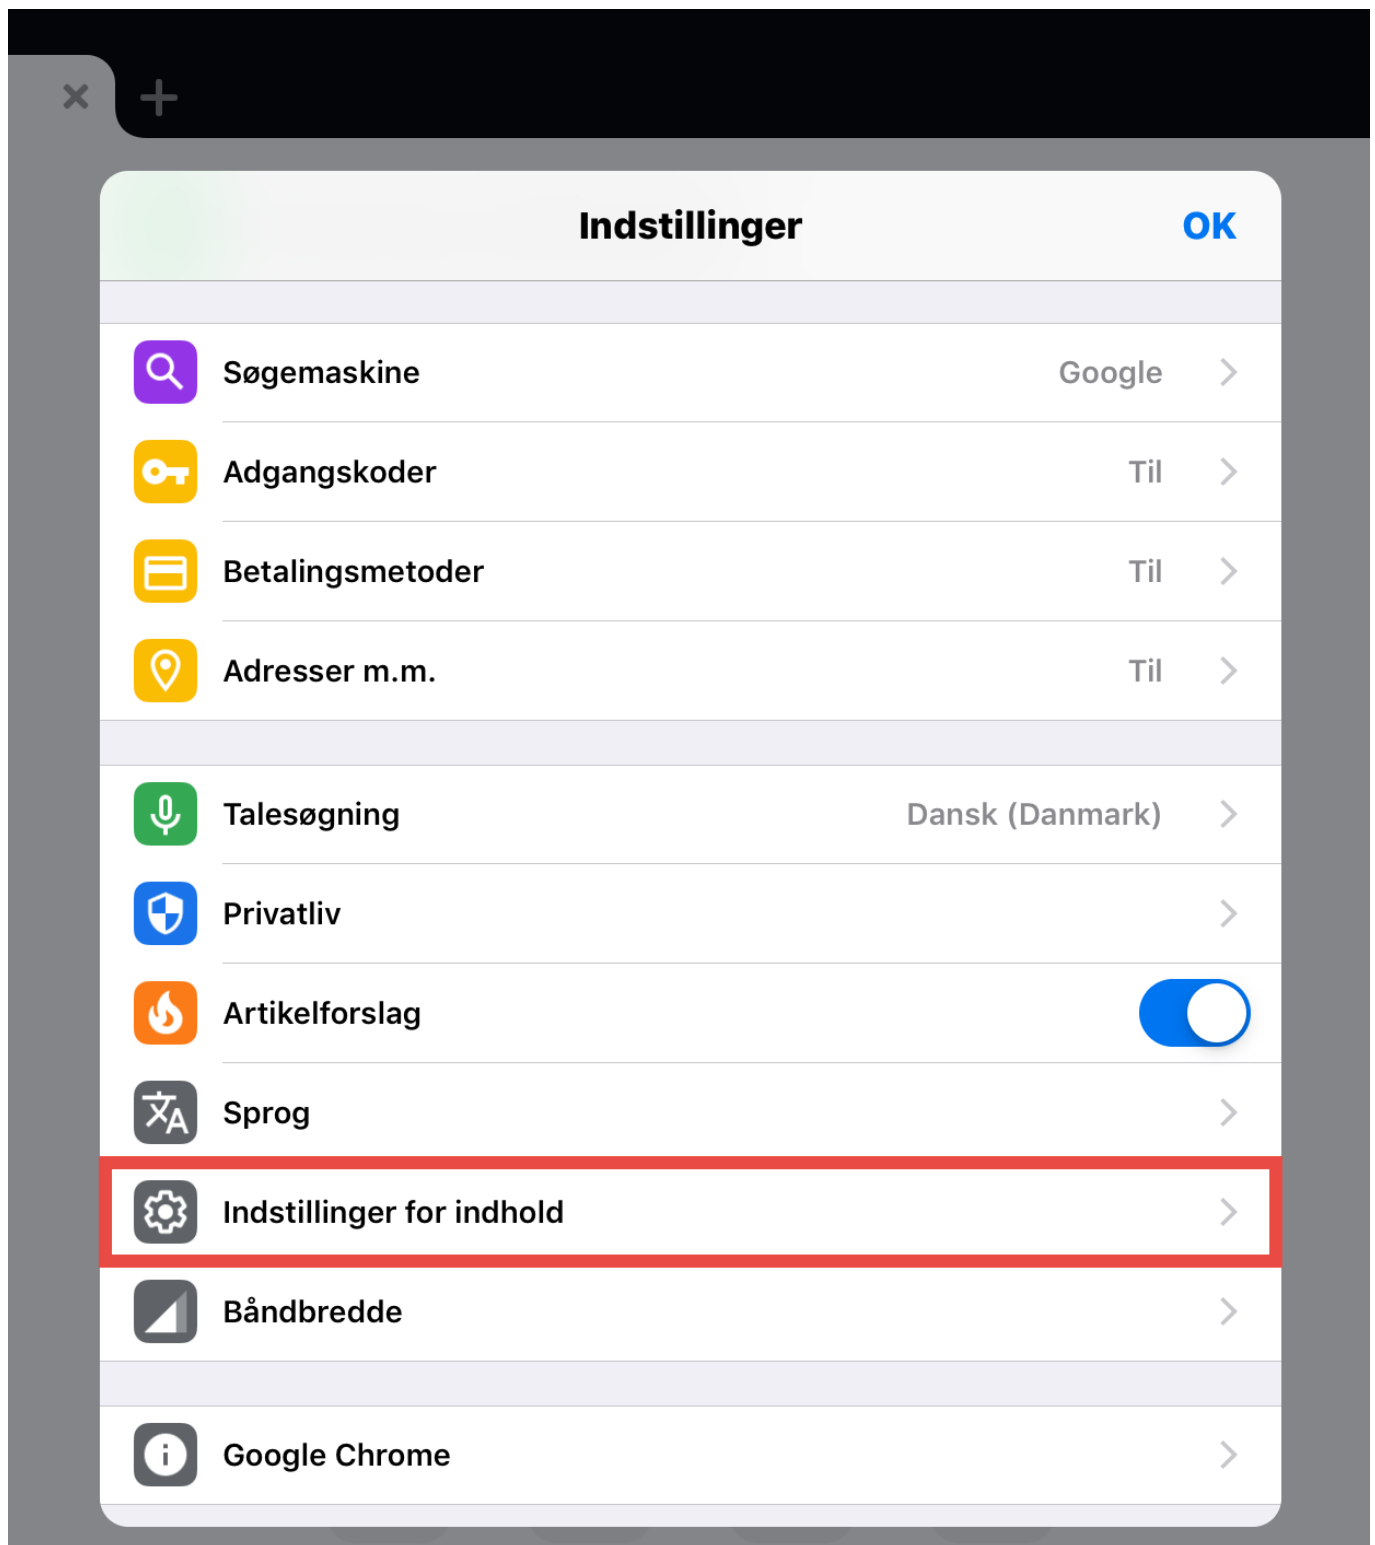 Indstillinger OK
Søgemaskine Google
Adgangskoder Til
Betalingsmetoder Til
Adresser m.m. Til
Talesøgning Dansk (Danmark)
Privatliv
Artikelforslag
Sprog
Indstillinger for indhold
Båndbredde
Google Chrome